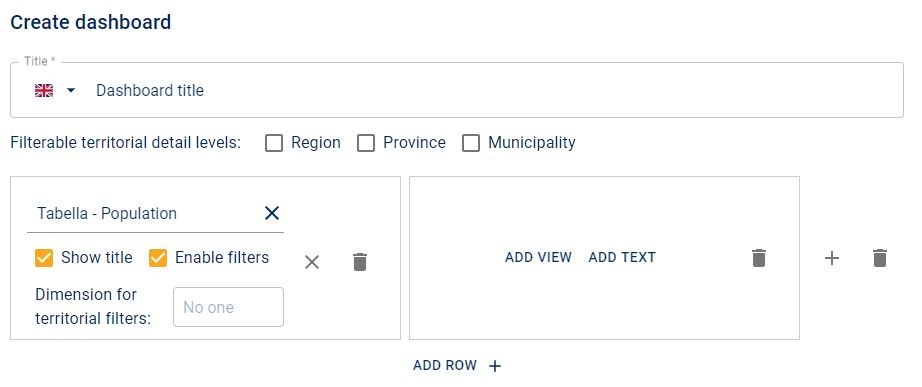 Create dashboard
Title *
Dashboard title
Filterable territorial detail levels: Region Province Municipality
Tabella - Population
Show title Enable filters
Dimension for
territorial filters:
No one
ADD VIEW ADD TEXT
ADD ROW +